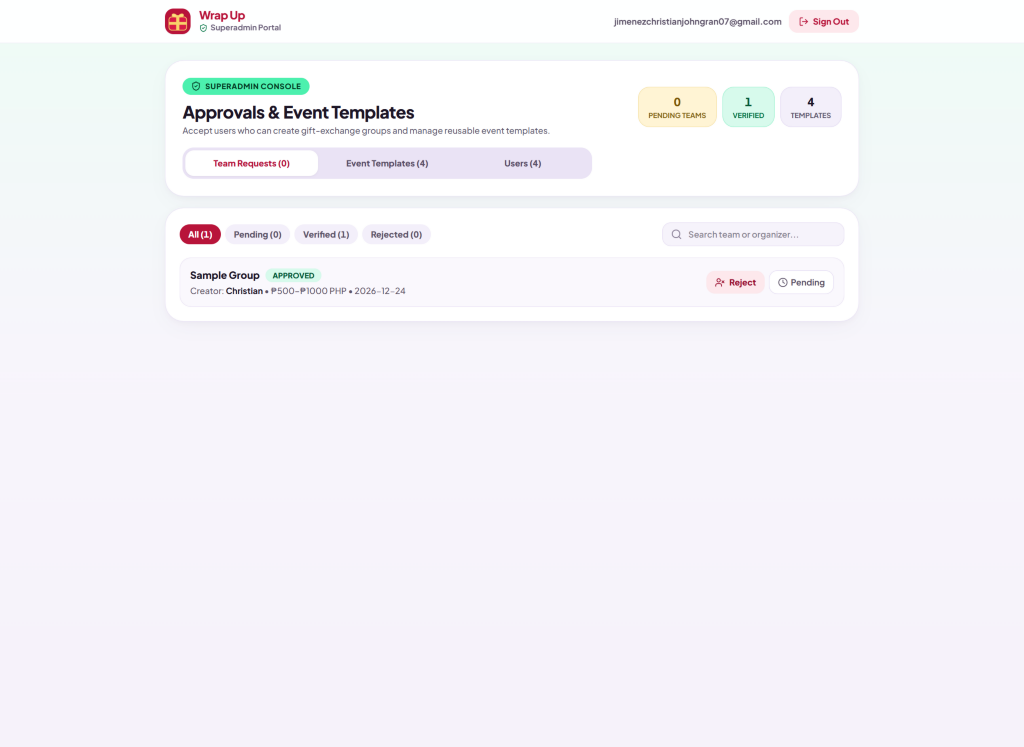 Wrap Up
Superadmin Portal
jimenezchristianjohngran07@gmail.com
Sign Out
SUPERADMIN CONSOLE
Approvals & Event Templates
Accept users who can create gift-exchange groups and manage reusable event templates.
0
PENDING TEAMS
1
VERIFIED
4
TEMPLATES
Team Requests (0)
Event Templates (4)
Users (4)
All (1)
Pending (0)
Verified (1)
Rejected (0)
Search team or organizer...
Sample Group APPROVED
Creator: Christian • ₱500–₱1000 PHP • 2026-12-24
Reject
Pending